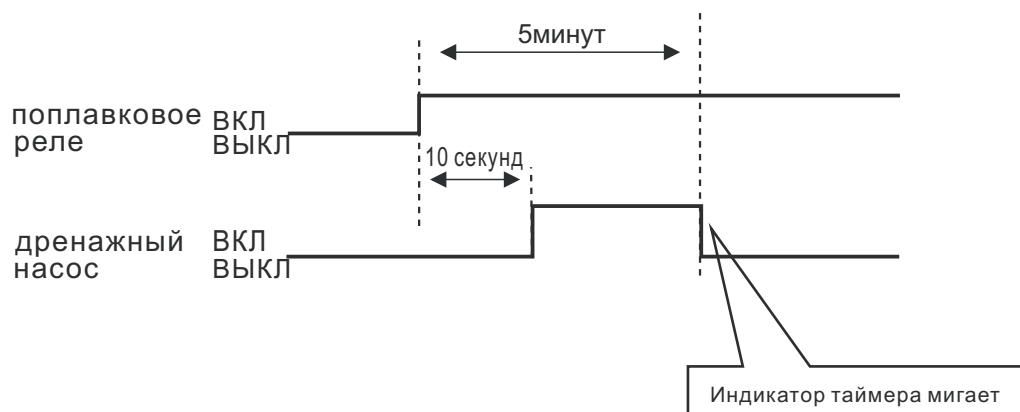 5минут
поплавковое
реле
ВКЛ
ВЫКЛ
10 секунд
дренажный
насос
ВКЛ
ВЫКЛ
Индикатор таймера мигает